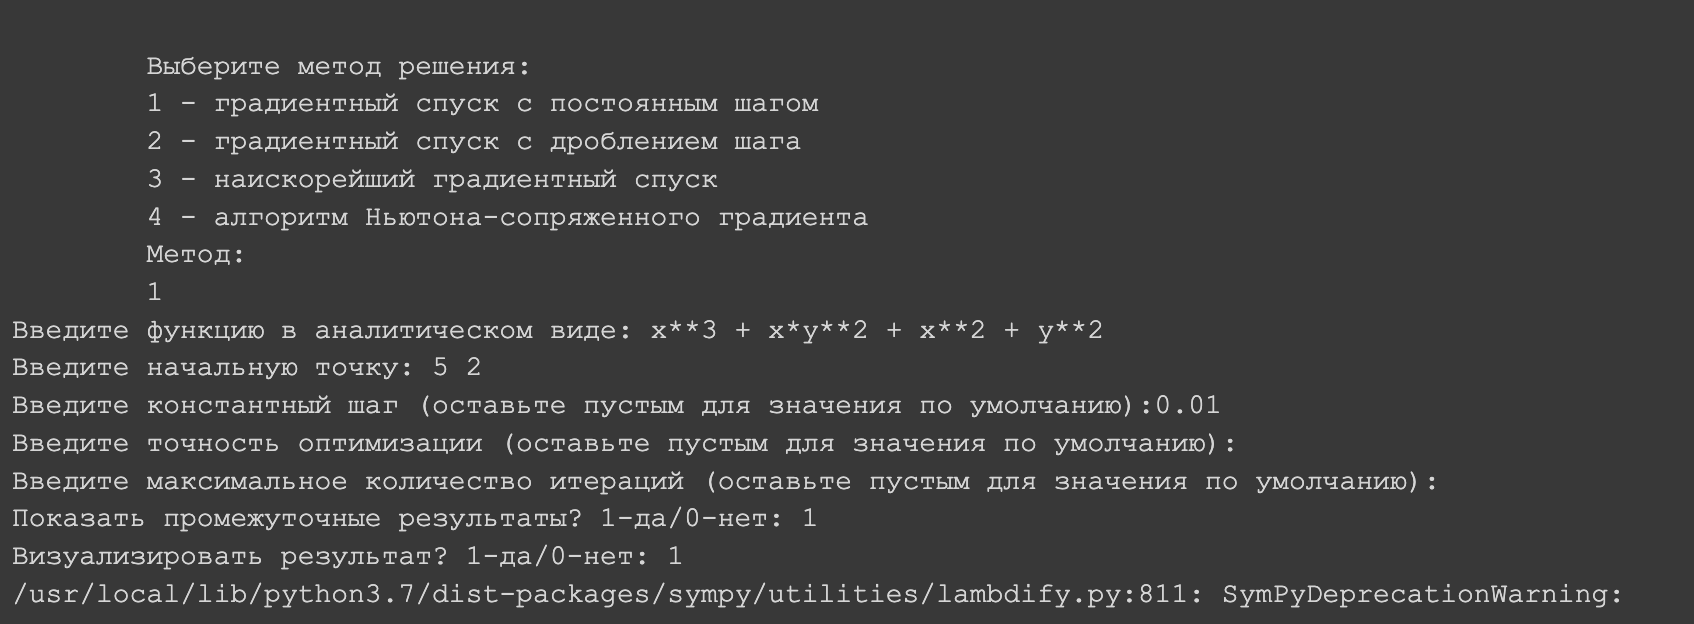 Выберите метод решения:
1 - градиентный спуск с постоянным шагом
2 - градиентный спуск с дроблением шага
3 - наискорейший градиентный спуск
4 - алгоритм Ньютона-сопряженного градиента
Метод:
1
Введите функцию в аналитическом виде: x**3 + x*y**2 + x**2 + y**2
Введите начальную точку: 5 2
Введите константный шаг (оставьте пустым для значения по умолчанию):0.01
Введите точность оптимизации (оставьте пустым для значения по умолчанию):
Введите максимальное количество итераций (оставьте пустым для значения по умолчанию):
Показать промежуточные результаты? 1-да/0-нет: 1
Визуализировать результат? 1-да/0-нет: 1
/usr/local/lib/python3.7/dist-packages/sympy/utilities/lambdify.py:811: SymPyDeprecationWarning: